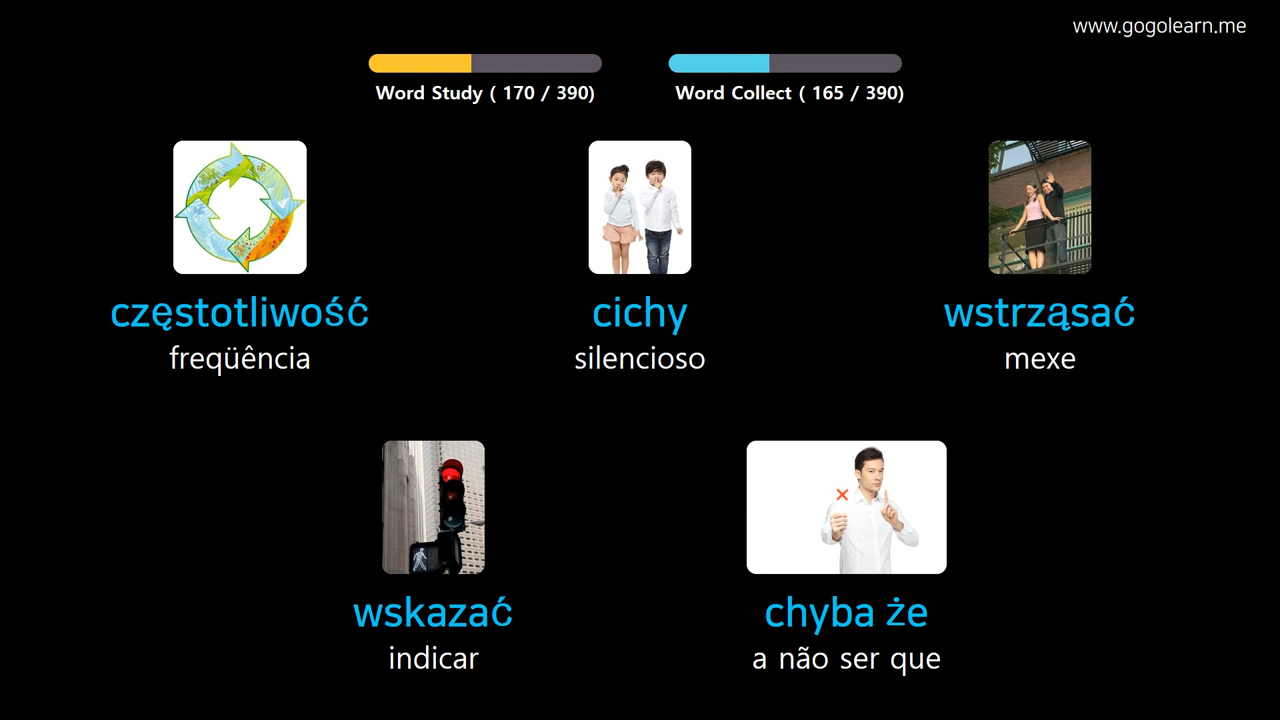 www.gogolearn.me
Word Study ( 170 / 390)
Word Collect ( 165 / 390)
częstotliwość
freqüência
cichy
silencioso
wstrząsać
mexe
wskazać
indicar
chyba że
a não ser que